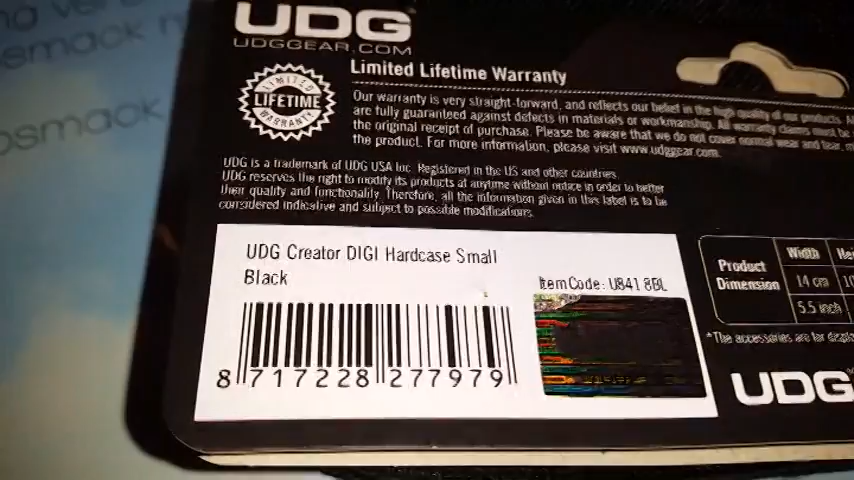 UDG
UDGGEAR.COM
LIMITED
LIFETIME
WARRANTY
Limited Lifetime Warranty
Our warranty is very straight-forward, and reflects our belief in the high quality of our products. Al
are fully guaranteed against defects in materials or workmanship. All warranty claims must be
the original receipt of purchase. Please be aware that we do not cover normal wear and tear, m
the product. For more information, please visit www.udggear.com.
UDG is a trademark of UDG USA Inc. Registered in the US and other countries.
UDG reserves the right to modify its products at anytime without notice in order to better
their quality and functionality. Therefore, all the information given in this label is to be
considered indicative and subject to possible modifications.
UDG Creator DIGI Hardcase Small
Black
ItemCode: U8418BL
8 717228 277979
Product
Dimension
Width
Hei
14 cm
10
5.5 inch
*The accessories are for display
UDG
osmack
osmack